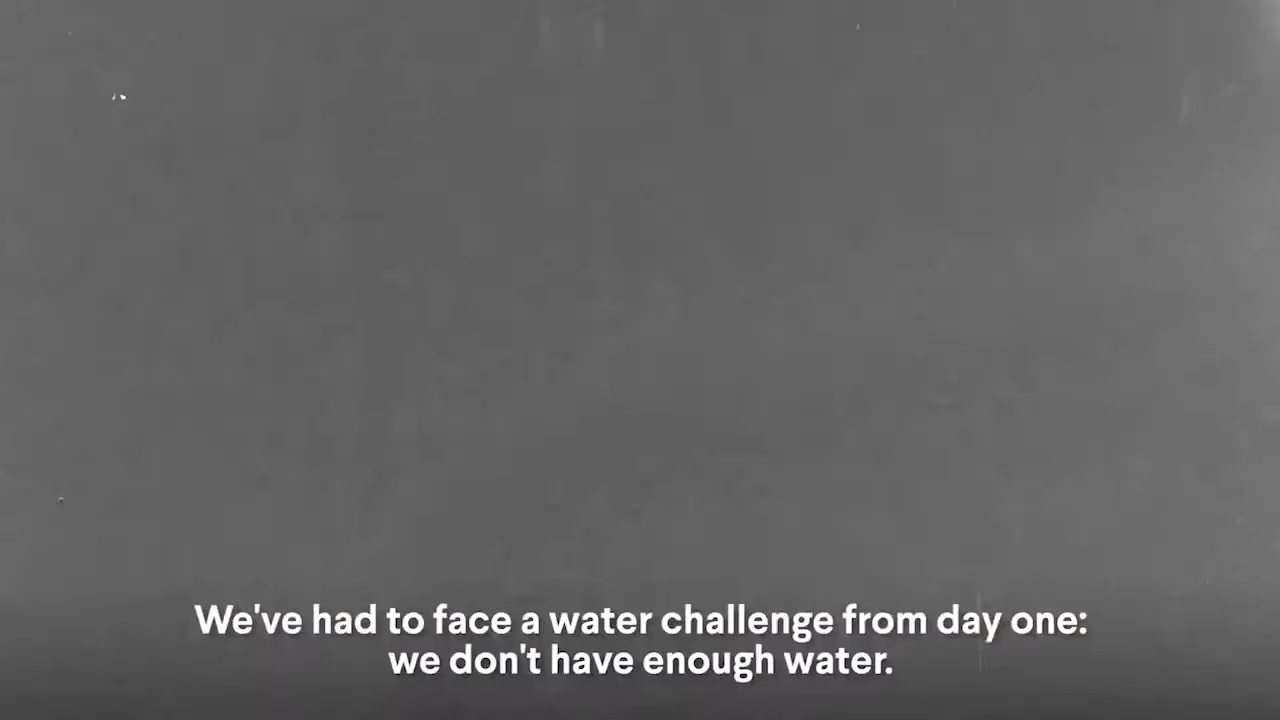 We've had to face a water challenge from day one:
we don't have enough water.